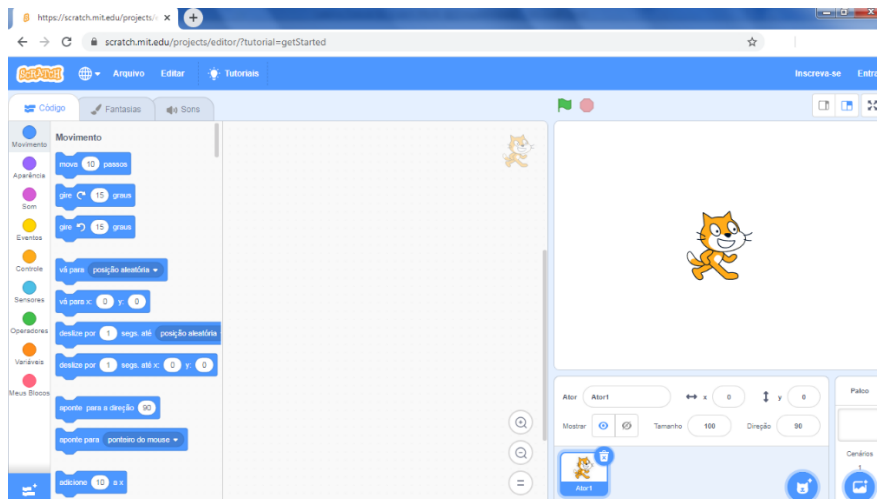 https://scratch.mit.edu/projects/
scratch.mit.edu/projects/editor/?tutorial=getStarted
SCRATCH Arquivo Editar Tutoriais Inscreva-se Entra
Código Fantasias Sons
Movimento
Aparência
Som
Eventos
Controle
Sensores
Operadores
Variáveis
Meus Blocos
Movimento
mova 10 passos
gire 15 graus
gire 15 graus
vá para posição aleatória
vá para x: 0 y: 0
deslize por 1 segs. até posição aleatória
deslize por 1 segs. até x: 0 y: 0
aponte para a direção 90
aponte para ponteiro do mouse
adicione 10 a x
Ator Ator1 x 0 y 0
Mostrar Tamanho 100 Direção 90
Ator1
Palco
Cenários
1